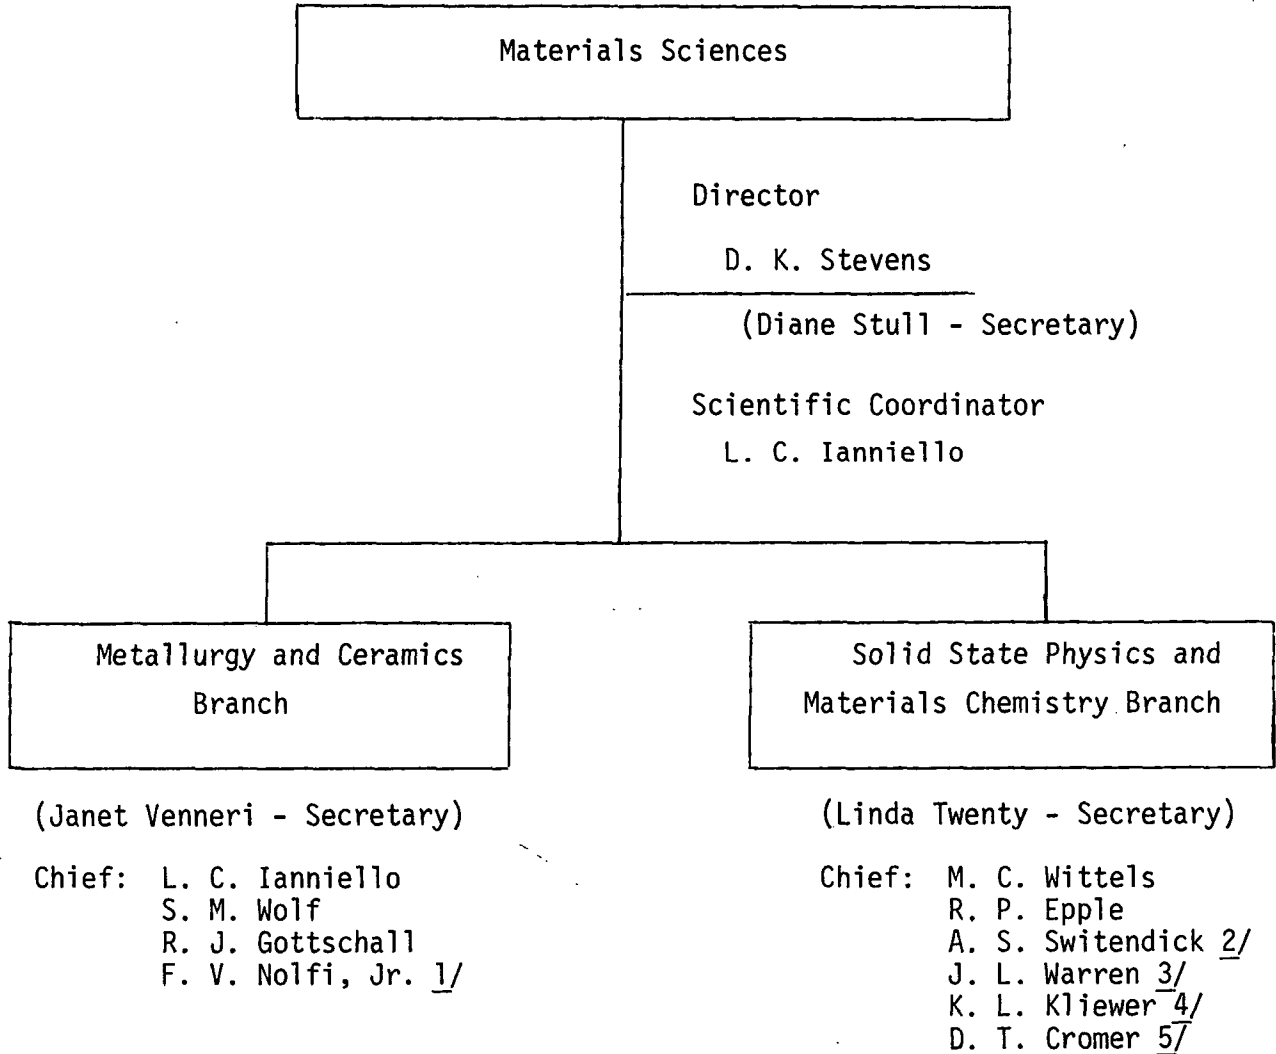 Materials Sciences
Director
D. K. Stevens
(Diane Stull - Secretary)
Scientific Coordinator
L. C. Ianniello
Metallurgy and Ceramics
Branch
(Janet Venneri - Secretary)
Chief: L. C. Ianniello
S. M. Wolf
R. J. Gottschall
F. V. Nolfi, Jr. 1/
Solid State Physics and
Materials Chemistry Branch
(Linda Twenty - Secretary)
Chief: M. C. Wittels
R. P. Epple
A. S. Switendick 2/
J. L. Warren 3/
K. L. Kliewer 4/
D. T. Cromer 5/